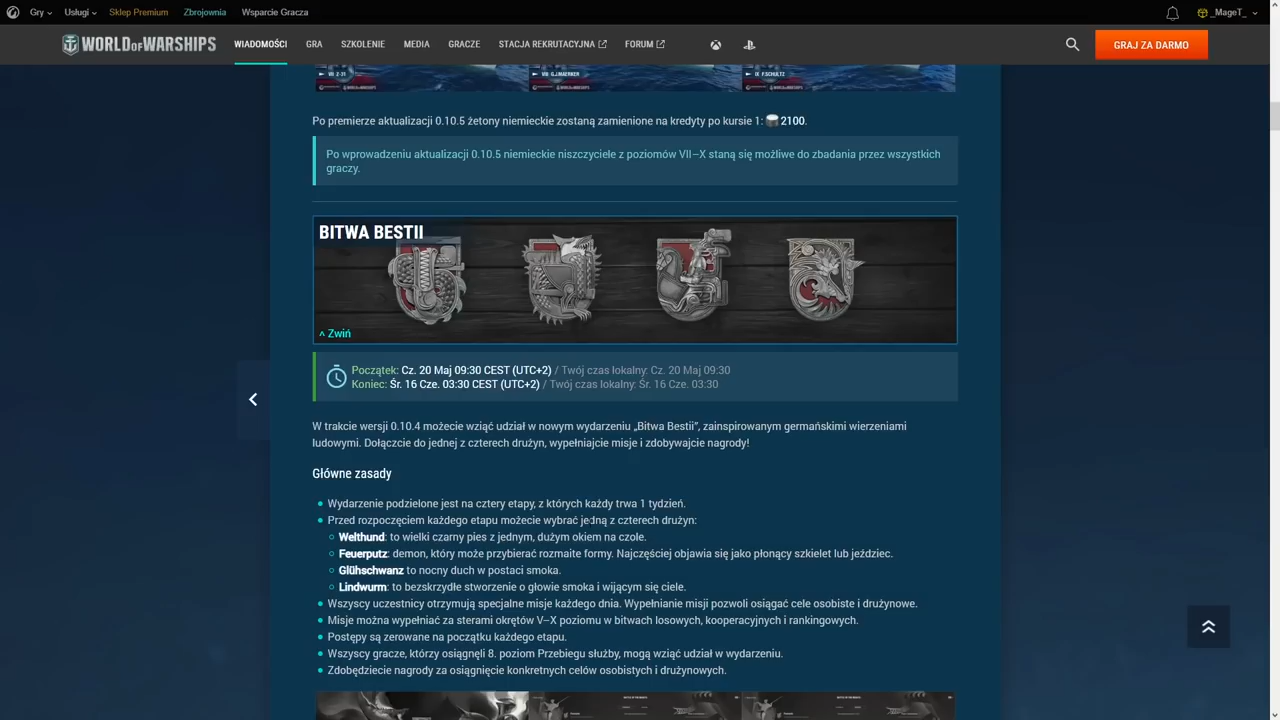 Gry Usługi Sklep Premium Zbrojownia Wsparcie Gracza _MageT_
WORLD OF WARSHIPS WIADOMOŚCI GRA SZKOLENIE MEDIA GRACZE STACJA REKRUTACYJNA FORUM GRAJ ZA DARMO
VII Z-31 VIII G.J.MAERKER IX F.SCHULTZ
Po premierze aktualizacji 0.10.5 żetony niemieckie zostaną zamienione na kredyty po kursie 1: 2100.
Po wprowadzeniu aktualizacji 0.10.5 niemieckie niszczyciele z poziomów VII–X staną się możliwe do zbadania przez wszystkich
graczy.
BITWA BESTII
^ Zwiń
Początek: Cz. 20 Maj 09:30 CEST (UTC+2) / Twój czas lokalny: Cz. 20 Maj 09:30
Koniec: Śr. 16 Cze. 03:30 CEST (UTC+2) / Twój czas lokalny: Śr. 16 Cze. 03:30
W trakcie wersji 0.10.4 możecie wziąć udział w nowym wydarzeniu „Bitwa Bestii”, zainspirowanym germańskimi wierzeniami
ludowymi. Dołączcie do jednej z czterech drużyn, wypełniajcie misje i zdobywajcie nagrody!
Główne zasady
Wydarzenie podzielone jest na cztery etapy, z których każdy trwa 1 tydzień.
Przed rozpoczęciem każdego etapu możecie wybrać jedną z czterech drużyn:
Welthund: to wielki czarny pies z jednym, dużym okiem na czole.
Feuerputz: demon, który może przybierać rozmaite formy. Najczęściej objawia się jako płonący szkielet lub jeździec.
Glühschwanz to nocny duch w postaci smoka.
Lindwurm: to bezskrzydłe stworzenie o głowie smoka i wijącym się ciele.
Wszyscy uczestnicy otrzymują specjalne misje każdego dnia. Wypełnianie misji pozwoli osiągać cele osobiste i drużynowe.
Misje można wypełniać za sterami okrętów V–X poziomu w bitwach losowych, kooperacyjnych i rankingowych.
Postępy są zerowane na początku każdego etapu.
Wszyscy gracze, którzy osiągnęli 8. poziom Przebiegu służby, mogą wziąć udział w wydarzeniu.
Zdobędziecie nagrody za osiągnięcie konkretnych celów osobistych i drużynowych.